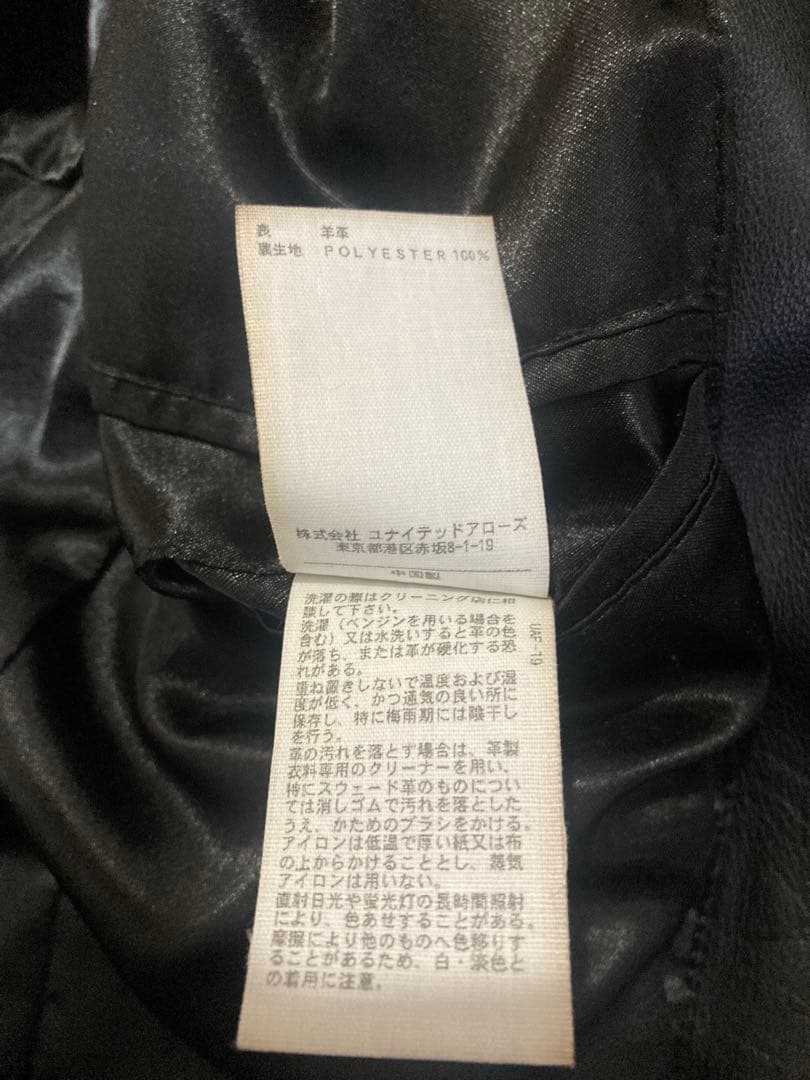 表 羊革
裏生地 POLYESTER 100%
株式会社 ユナイテッドアローズ
東京都港区赤坂8-1-19
中国製
洗濯の際はクリーニング店に相
談して下さい。
洗濯(ベンジンを用いる場合を
含む)又は水洗いすると革の色
が落ち、または革が硬化する恐
れがある。
重ね置きしないで温度および湿
度が低く、かつ通気の良い所に
保存し、特に梅雨期には陰干し
を行う。
革の汚れを落とす場合は、革製
衣料専用のクリーナーを用い、
特にスウェード革のものについ
ては消しゴムで汚れを落とした
うえ、かためのブラシをかける。
アイロンは低温で厚い紙又は布
の上からかけることとし、蒸気
アイロンは用いない。
直射日光や蛍光灯の長時間照射
により、色あせすることがある。
摩擦により他のものへ色移りす
ることがあるため、白・淡色と
の着用に注意。
UAF-19